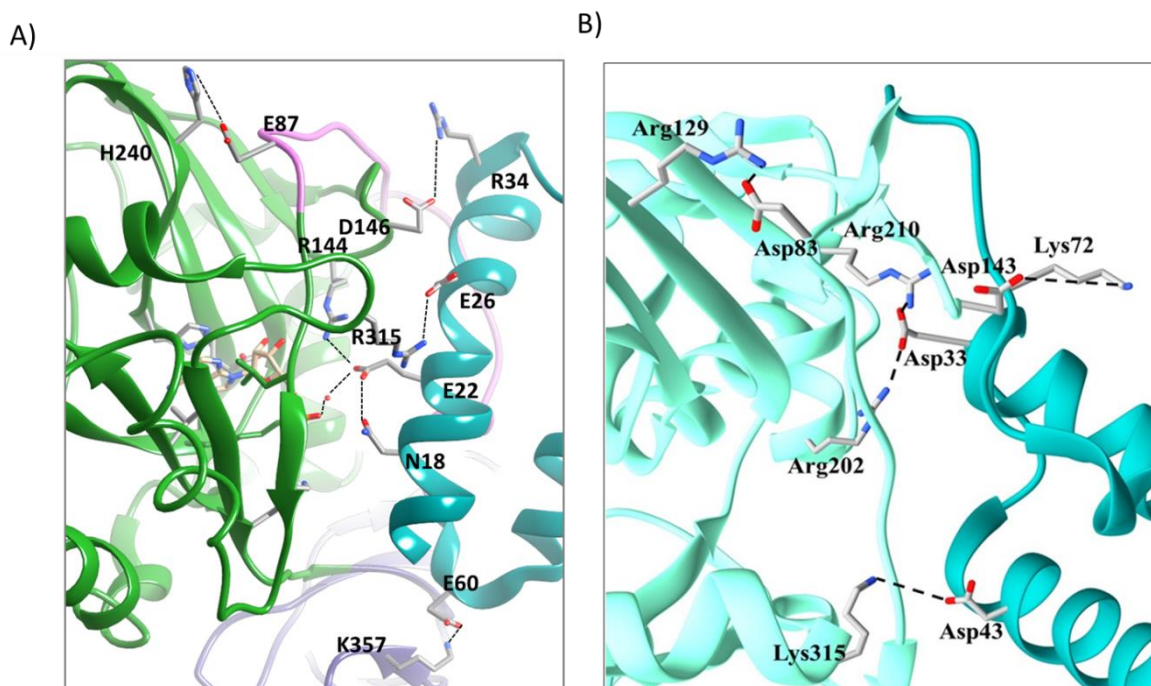 A)
H240
E87
R34
D146
R144
E26
R315
E22
N18
E60
K357
B)
Arg129
Asp83
Arg210
Asp143
Lys72
Asp33
Arg202
Lys315
Asp43